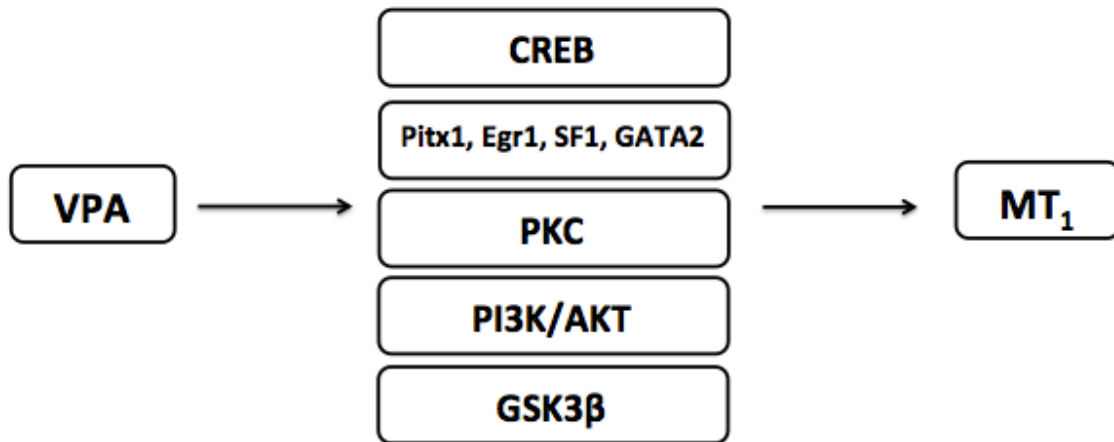 VPA
CREB
Pitx1, Egr1, SF1, GATA2
PKC
PI3K/AKT
GSK3β
MT₁